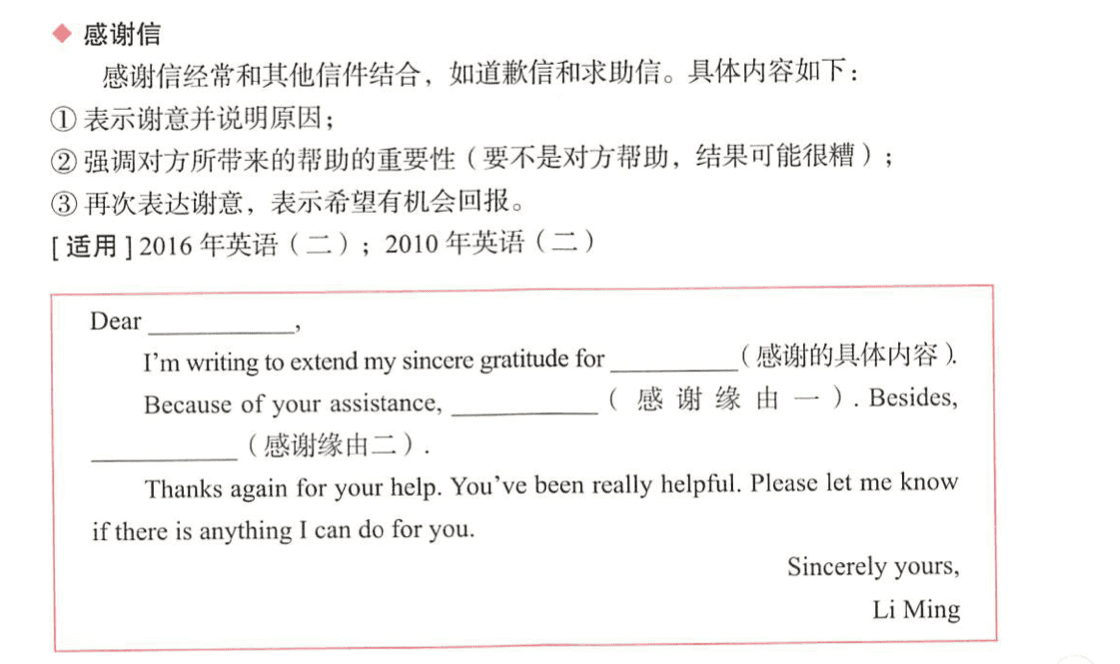 ◆ 感谢信
感谢信经常和其他信件结合，如道歉信和求助信。具体内容如下：
① 表示谢意并说明原因；
② 强调对方所带来的帮助的重要性（要不是对方帮助，结果可能很糟）；
③ 再次表达谢意，表示希望有机会回报。
[ 适用 ] 2016 年英语（二）；2010 年英语（二）
Dear ____________,
I'm writing to extend my sincere gratitude for __________（感谢的具体内容）.
Because of your assistance, ____________（感谢缘由一）. Besides,
____________（感谢缘由二）.
Thanks again for your help. You've been really helpful. Please let me know
if there is anything I can do for you.
Sincerely yours,
Li Ming